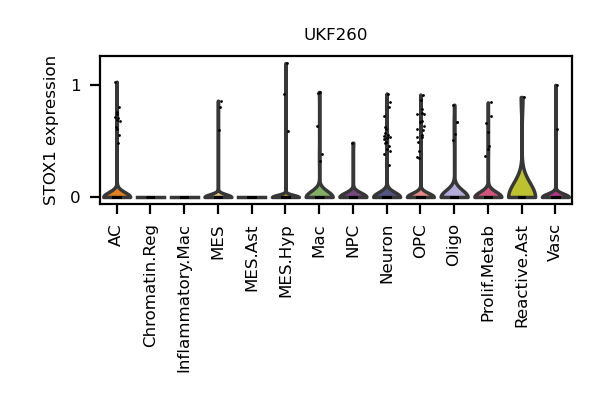 UKF260
STOX1 expression
1
0
AC
Chromatin.Reg
Inflammatory.Mac
MES
MES.Ast
MES.Hyp
Mac
NPC
Neuron
OPC
Oligo
Prolif.Metab
Reactive.Ast
Vasc